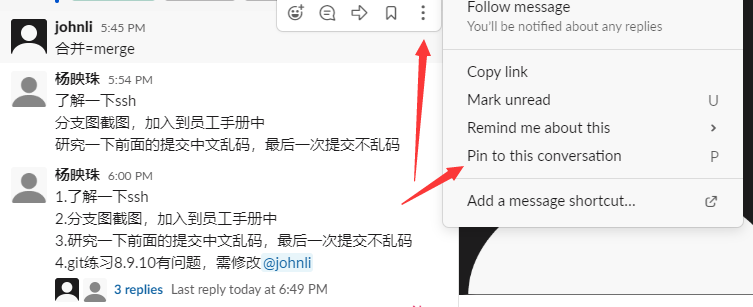 johnli 5:45 PM
合并=merge
杨映珠 5:54 PM
了解一下ssh
分支图截图，加入到员工手册中
研究一下前面的提交中文乱码，最后一次提交不乱码
杨映珠 6:00 PM
1.了解一下ssh
2.分支图截图，加入到员工手册中
3.研究一下前面的提交中文乱码，最后一次提交不乱码
4.git练习8.9.10有问题，需修改@johnli
3 replies Last reply today at 6:49 PM
Follow message
You’ll be notified about any replies
Copy link
Mark unread U
Remind me about this
Pin to this conversation P
Add a message shortcut...